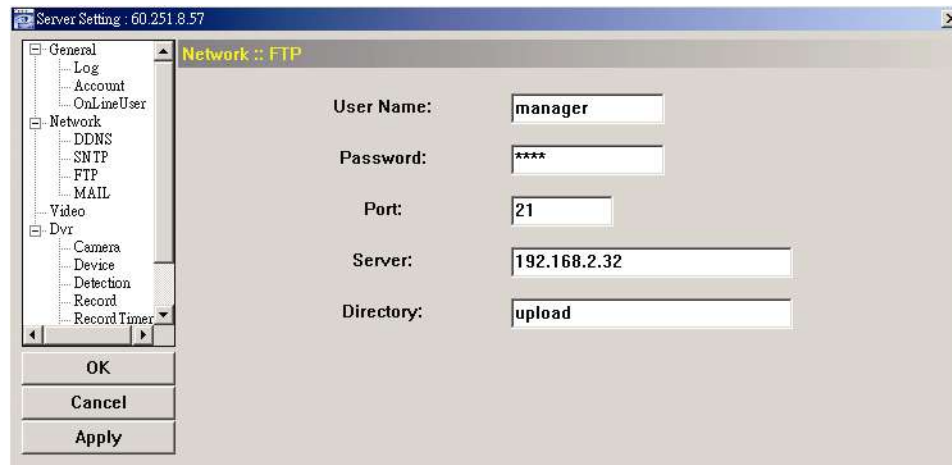 Server Setting : 60.251.8.57
General
Log
Account
OnLineUser
Network
DDNS
SNTP
FTP
MAIL
Video
Dvr
Camera
Device
Detection
Record
Record Timer
OK
Cancel
Apply
Network :: FTP
User Name: manager
Password: ****
Port: 21
Server: 192.168.2.32
Directory: upload